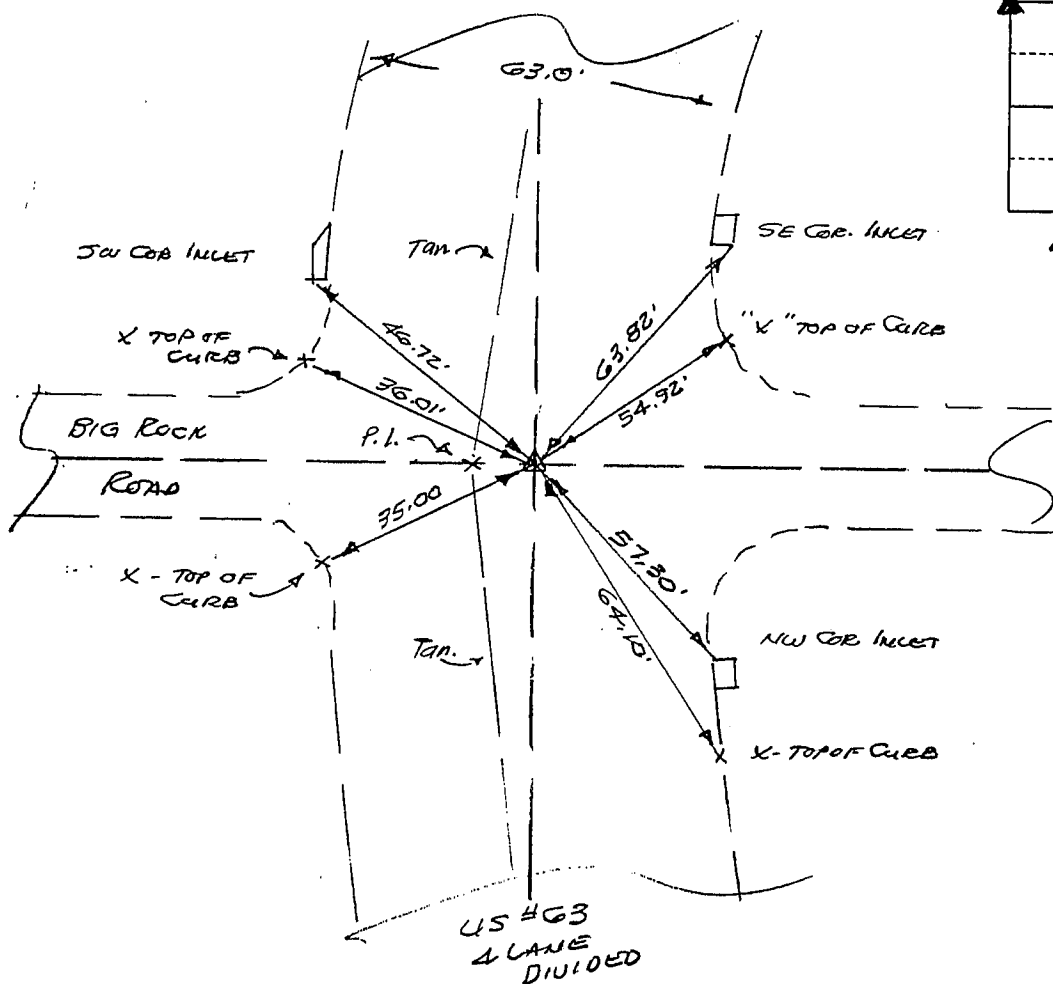 63.0'
SW COR INLET
Tan
SE COR. INLET
X TOP OF
CURB
46.72'
63.82'
"X" TOP OF CURB
36.01'
54.92'
BIG ROCK
P.I.
ROAD
35.00
57.30'
X - TOP OF
CURB
64.10'
NW COR INLET
Tan.
X - TOP OF CURB
US #63
4 LANE
DIVIDED